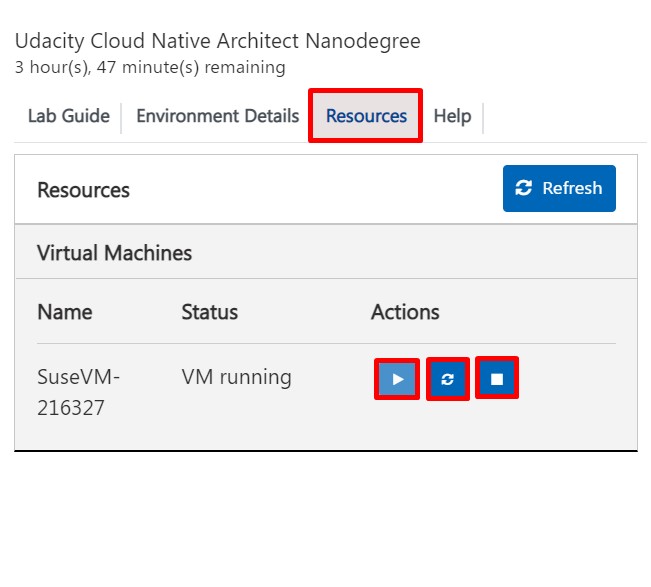 Udacity Cloud Native Architect Nanodegree
3 hour(s), 47 minute(s) remaining
Lab Guide Environment Details Resources Help
Resources Refresh
Virtual Machines
Name Status Actions
SuseVM- VM running
216327